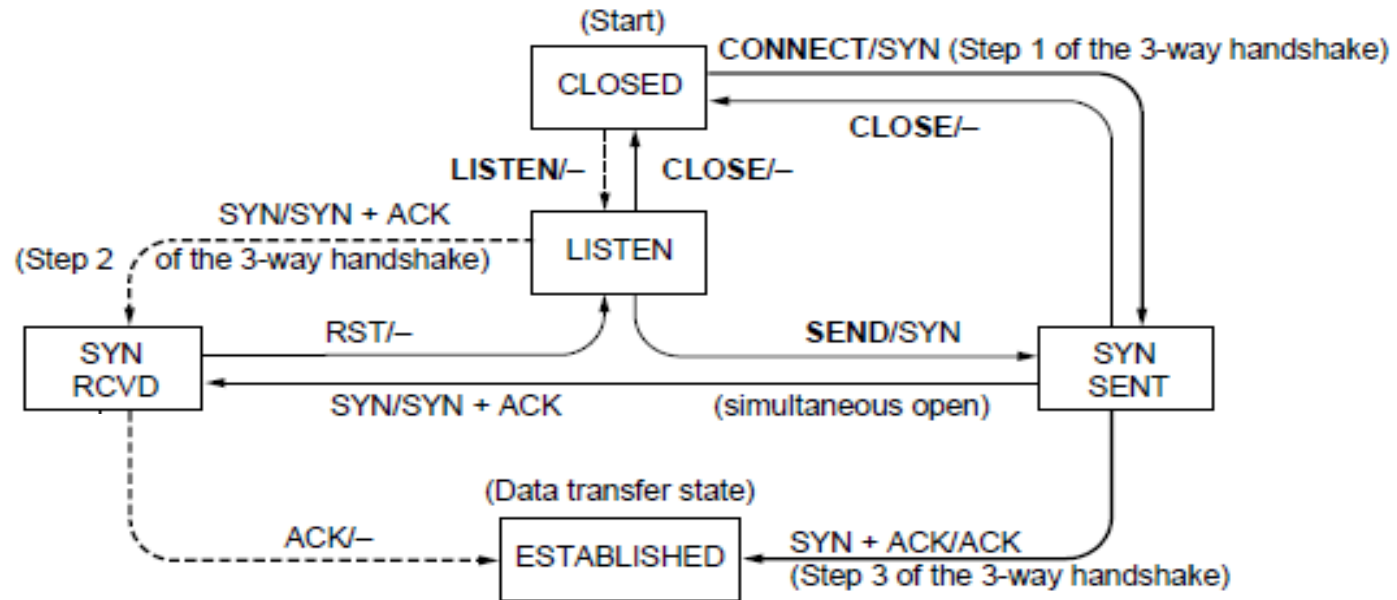 (Start)
CONNECT/SYN (Step 1 of the 3-way handshake)
CLOSED
CLOSE/–
LISTEN/–
CLOSE/–
SYN/SYN + ACK
LISTEN
(Step 2 of the 3-way handshake)
RST/–
SEND/SYN
SYN
RCVD
SYN
SENT
SYN/SYN + ACK
(simultaneous open)
(Data transfer state)
ACK/–
ESTABLISHED
SYN + ACK/ACK
(Step 3 of the 3-way handshake)